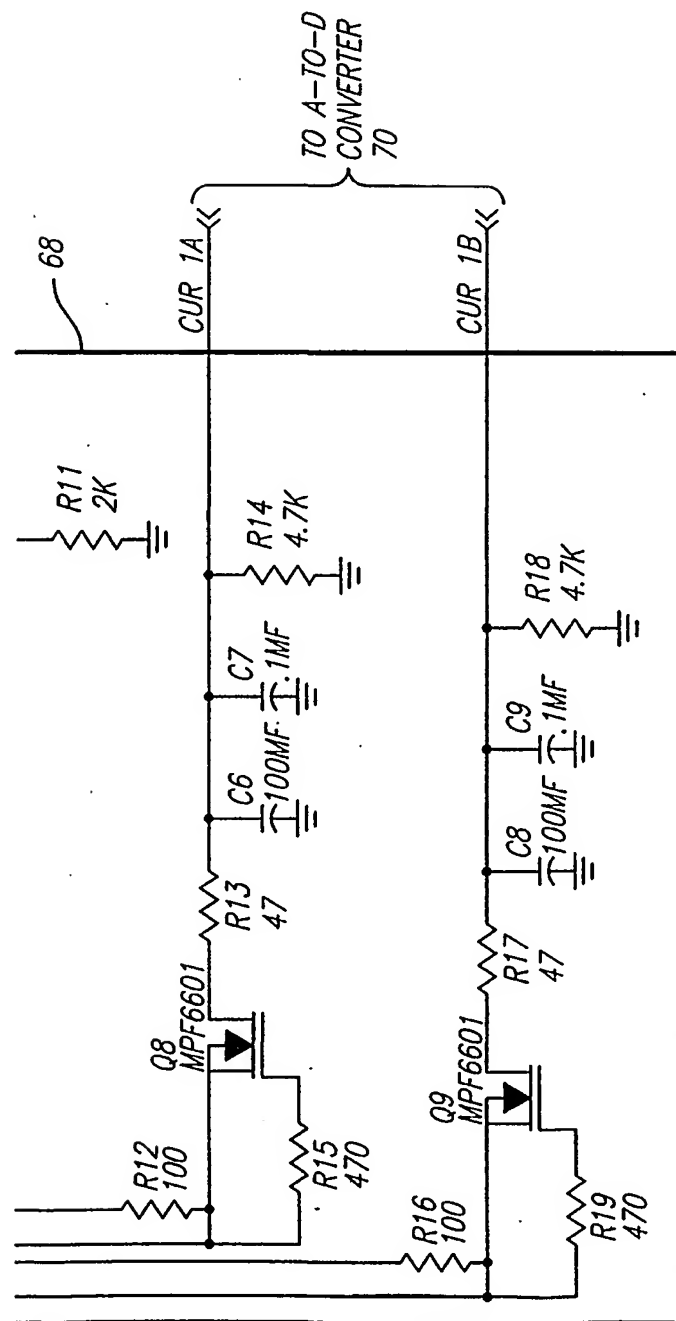 68
R11
2K
CUR 1A
TO A-TO-D
CONVERTER
70
R14
4.7K
C7
.1MF
C6
100MF
R13
47
Q8
MPF6601
R12
100
R15
470
CUR 1B
R18
4.7K
C9
.1MF
C8
100MF
R17
47
Q9
MPF6601
R16
100
R19
470